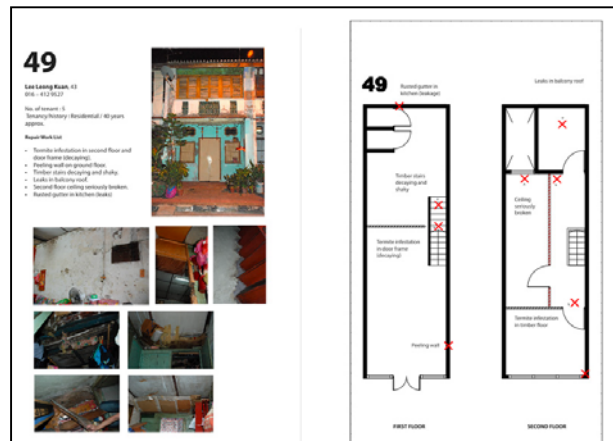 49
Lee Leong Kuan, 43
016 – 412 9527
No. of tenant : 5
Tenancy history : Residential / 40 years
approx.
Repair Work List
- Termite infestation in second floor and
door frame (decaying).
- Peeling wall on ground floor.
- Timber stairs decaying and shaky.
- Leaks in balcony roof.
- Second floor ceiling seriously broken.
- Rusted gutter in kitchen (leaks)
49
Rusted gutter in
kitchen (leakage)
Leaks in balcony roof
Timber stairs
decaying and
shaky
Termite infestation
in door frame
(decaying)
Ceiling
seriously
broken
Termite infestation
in timber floor
Peeling wall
FIRST FLOOR
SECOND FLOOR